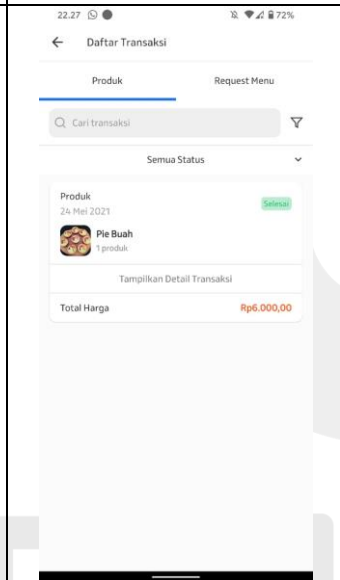 22.27 72%
Daftar Transaksi
Produk Request Menu
Cari transaksi
Semua Status
Produk Selesai
24 Mei 2021
Pie Buah
1 produk
Tampilkan Detail Transaksi
Total Harga Rp6.000,00